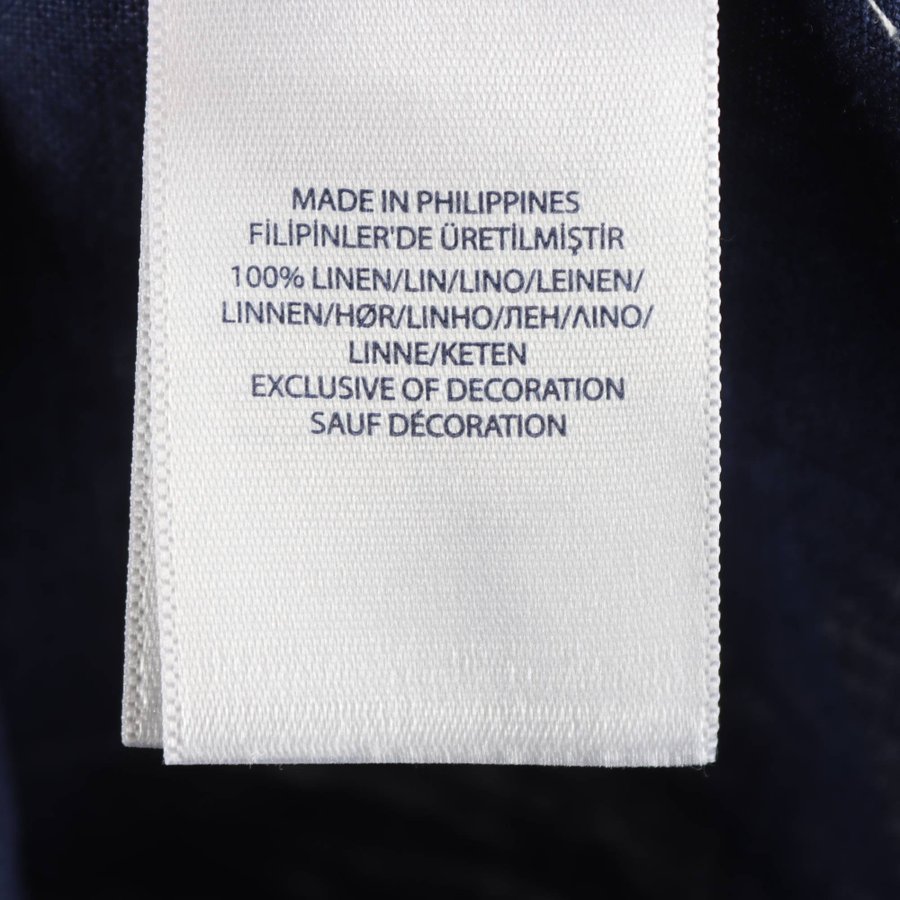 MADE IN PHILIPPINES
FİLİPİNLER'DE ÜRETİLMİŞTİR
100% LINEN/LIN/LINO/LEINEN/
LINNEN/HØR/LINHO/ЛЕН/ΛΙΝΟ/
LINNE/KETEN
EXCLUSIVE OF DECORATION
SAUF DÉCORATION